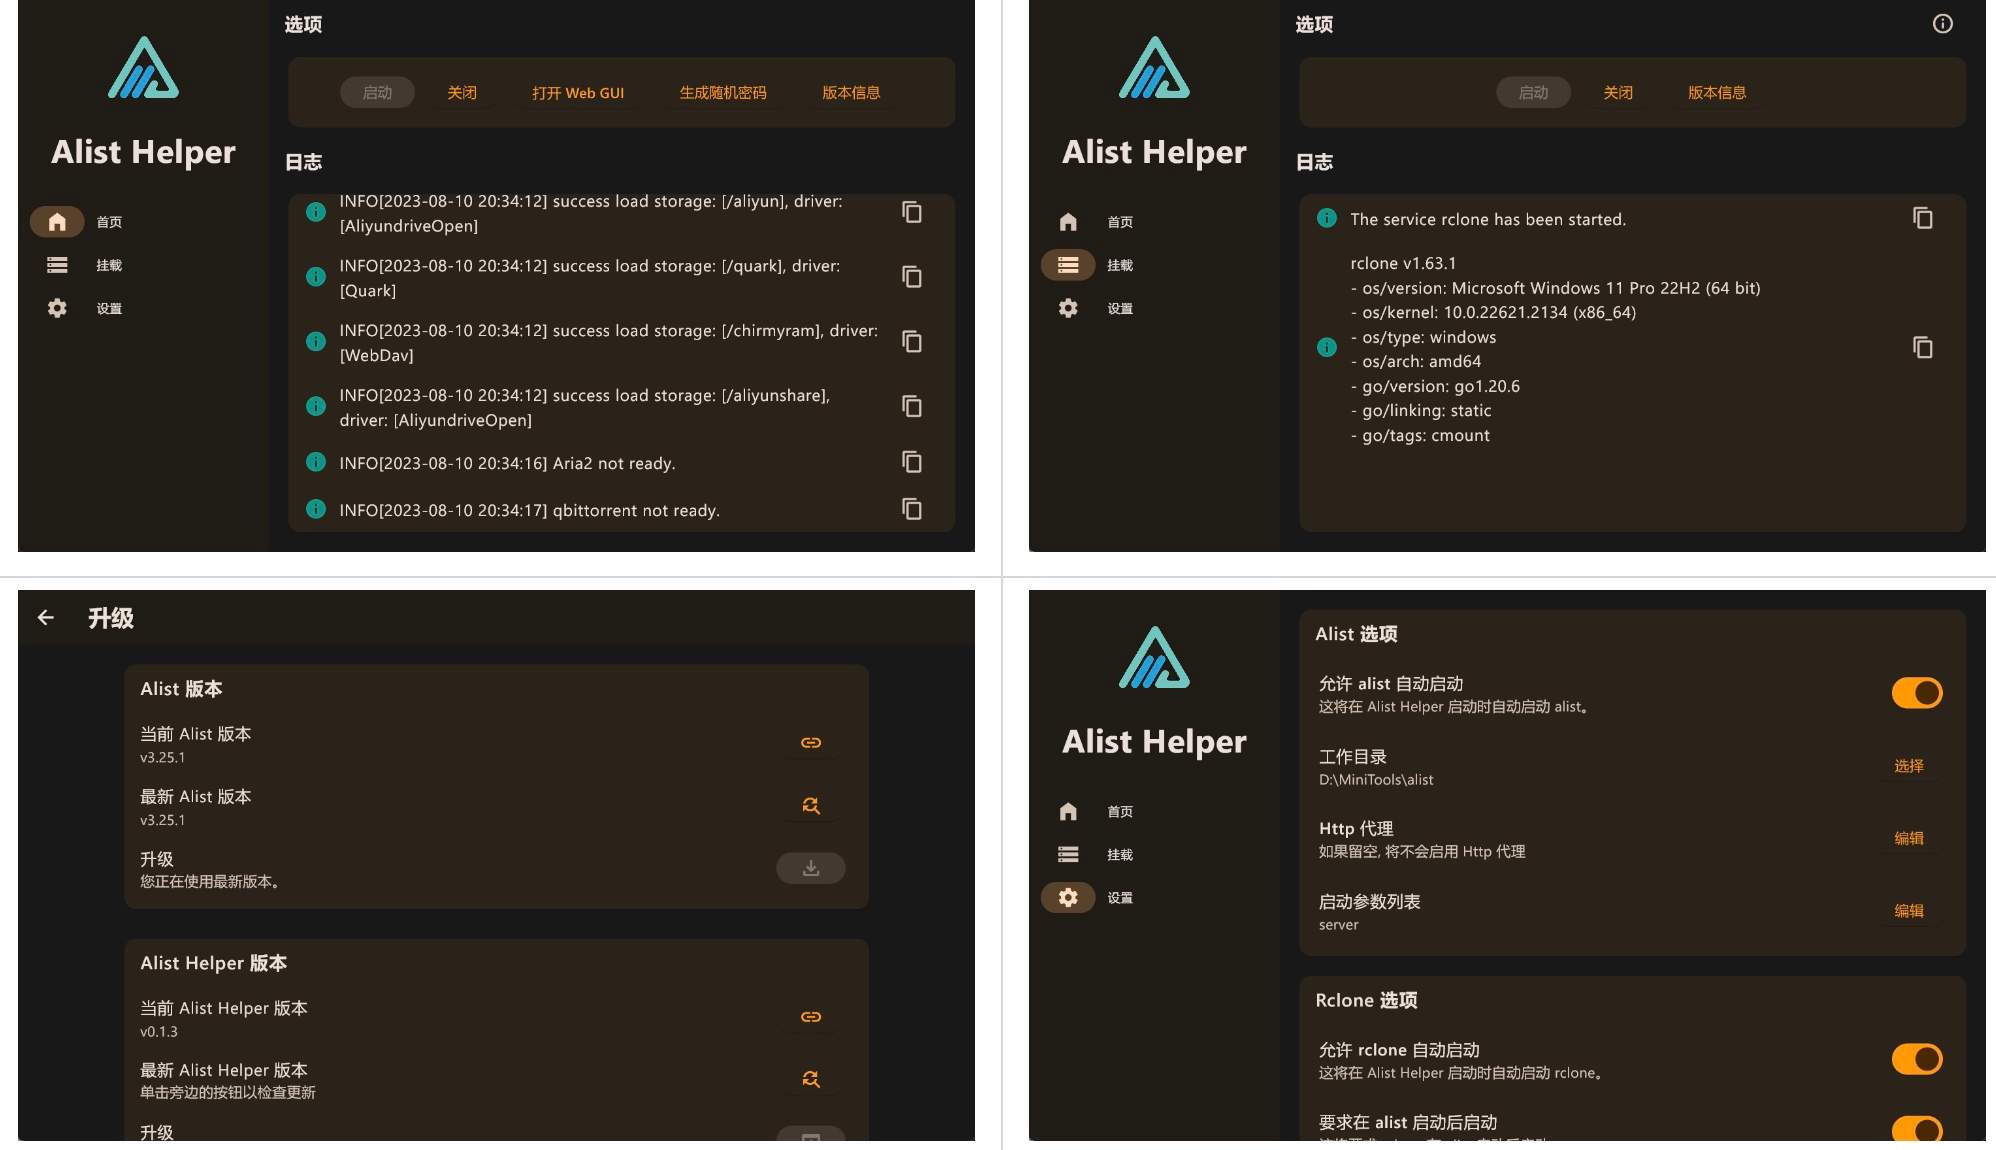 选项
启动
关闭
打开 Web GUI
生成随机密码
版本信息
Alist Helper
日志
首页
挂载
设置
INFO[2023-08-10 20:34:12] success load storage: [/aliyun], driver:
[AliyundriveOpen]
INFO[2023-08-10 20:34:12] success load storage: [/quark], driver:
[Quark]
INFO[2023-08-10 20:34:12] success load storage: [/chirmyram], driver:
[WebDav]
INFO[2023-08-10 20:34:12] success load storage: [/aliyunshare],
driver: [AliyundriveOpen]
INFO[2023-08-10 20:34:16] Aria2 not ready.
INFO[2023-08-10 20:34:17] qbittorrent not ready.
选项
启动
关闭
版本信息
Alist Helper
日志
首页
挂载
设置
The service rclone has been started.
rclone v1.63.1
- os/version: Microsoft Windows 11 Pro 22H2 (64 bit)
- os/kernel: 10.0.22621.2134 (x86_64)
- os/type: windows
- os/arch: amd64
- go/version: go1.20.6
- go/linking: static
- go/tags: cmount
升级
Alist 版本
当前 Alist 版本
v3.25.1
最新 Alist 版本
v3.25.1
升级
您正在使用最新版本。
Alist Helper 版本
当前 Alist Helper 版本
v0.1.3
最新 Alist Helper 版本
单击旁边的按钮以检查更新
升级
Alist Helper
首页
挂载
设置
Alist 选项
允许 alist 自动启动
这将在 Alist Helper 启动时自动启动 alist。
工作目录
D:\MiniTools\alist
选择
Http 代理
如果留空, 将不会启用 Http 代理
编辑
启动参数列表
server
编辑
Rclone 选项
允许 rclone 自动启动
这将在 Alist Helper 启动时自动启动 rclone。
要求在 alist 启动后启动